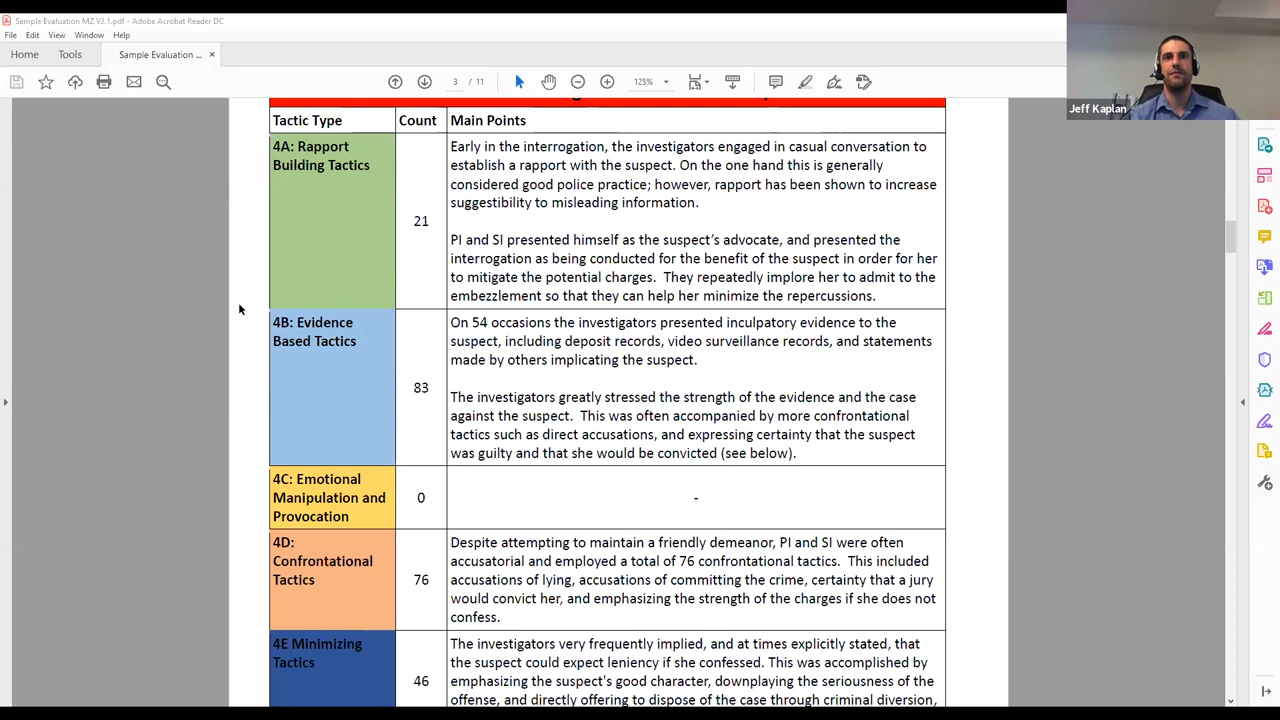 Sample Evaluation MZ V2.1.pdf - Adobe Acrobat Reader DC
File Edit View Window Help
Home Tools Sample Evaluation ... ×
3 / 11 125%
Jeff Kaplan
Tactic Type Count Main Points
4A: Rapport
Building Tactics
21
Early in the interrogation, the investigators engaged in casual conversation to
establish a rapport with the suspect. On the one hand this is generally
considered good police practice; however, rapport has been shown to increase
suggestibility to misleading information.
PI and SI presented himself as the suspect's advocate, and presented the
interrogation as being conducted for the benefit of the suspect in order for her
to mitigate the potential charges. They repeatedly implore her to admit to the
embezzlement so that they can help her minimize the repercussions.
4B: Evidence
Based Tactics
83
On 54 occasions the investigators presented inculpatory evidence to the
suspect, including deposit records, video surveillance records, and statements
made by others implicating the suspect.
The investigators greatly stressed the strength of the evidence and the case
against the suspect. This was often accompanied by more confrontational
tactics such as direct accusations, and expressing certainty that the suspect
was guilty and that she would be convicted (see below).
4C: Emotional
Manipulation and
Provocation
0
-
4D:
Confrontational
Tactics
76
Despite attempting to maintain a friendly demeanor, PI and SI were often
accusatorial and employed a total of 76 confrontational tactics. This included
accusations of lying, accusations of committing the crime, certainty that a jury
would convict her, and emphasizing the strength of the charges if she does not
confess.
4E Minimizing
Tactics
46
The investigators very frequently implied, and at times explicitly stated, that
the suspect could expect leniency if she confessed. This was accomplished by
emphasizing the suspect's good character, downplaying the seriousness of the
offense, and directly offering to dispose of the case through criminal diversion,